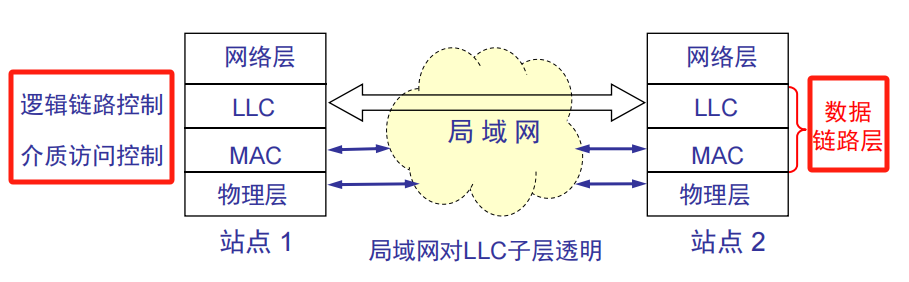 网络层
网络层
逻辑链路控制
LLC
LLC
数据
链路层
局域网
介质访问控制
MAC
MAC
物理层
物理层
站点 1
局域网对LLC子层透明
站点 2